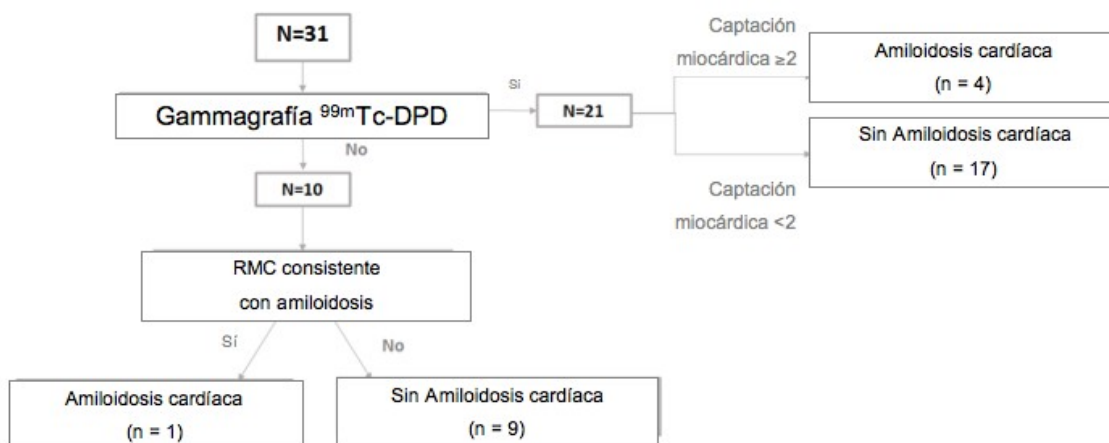 N=31
Gammagrafía ⁹⁹ᵐTc-DPD
Si
N=21
Captación
miocárdica ≥2
Amiloidosis cardíaca
(n = 4)
Sin Amiloidosis cardíaca
(n = 17)
Captación
miocárdica <2
No
N=10
RMC consistente
con amiloidosis
Sí
No
Amiloidosis cardíaca
(n = 1)
Sin Amiloidosis cardíaca
(n = 9)